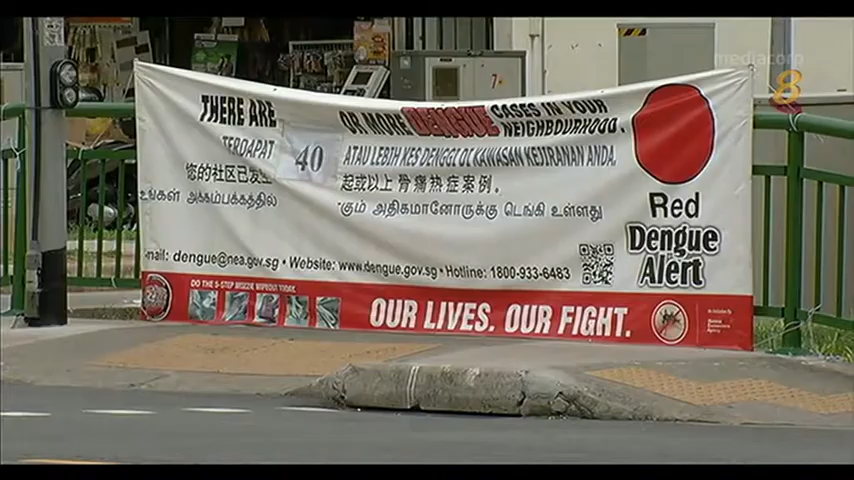 mediacorp
8
THERE ARE 40 OR MORE DENGUE CASES IN YOUR NEIGHBOURHOOD.
TERDAPAT ATAU LEBIH KES DENGGI DI KAWASAN KEJIRANAN ANDA.
您的社区已发生 起或以上骨痛热症案例。
உங்கள் அக்கம்பக்கத்தில் கும் அதிகமானோருக்கு டெங்கி உள்ளது
mail: dengue@nea.gov.sg • Website: www.dengue.gov.sg • Hotline: 1800-933-6483
Red
Dengue
Alert
DO THE 5-STEP MOZZIE WIPEOUT TODAY.
OUR LIVES. OUR FIGHT.